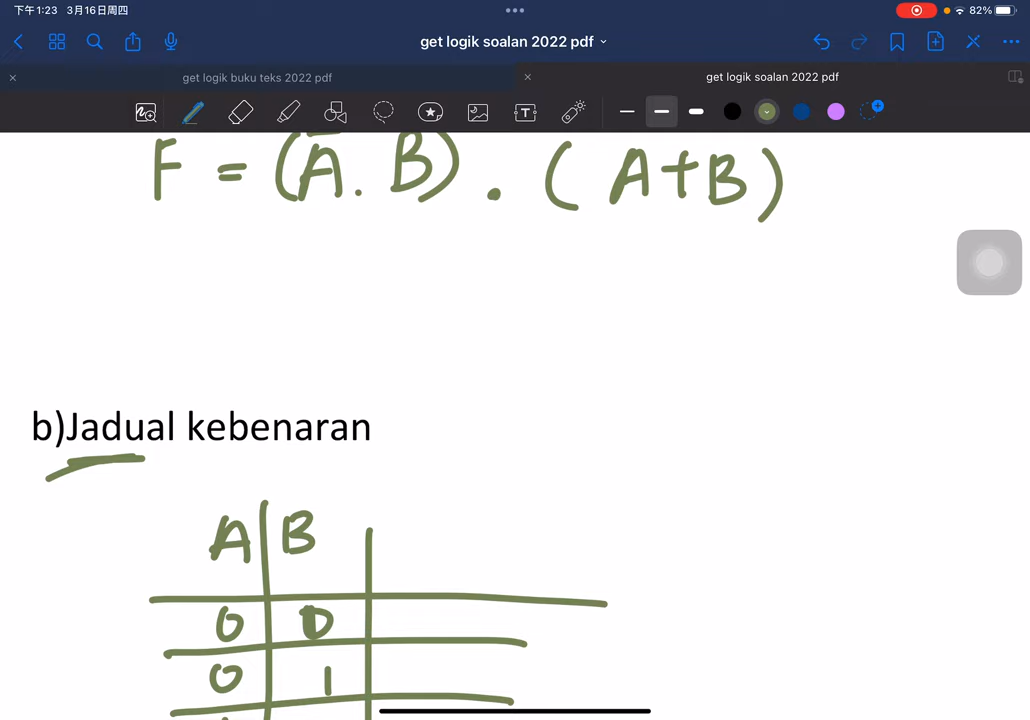 下午1:23 3月16日周四
82%
get logik soalan 2022 pdf
get logik buku teks 2022 pdf
get logik soalan 2022 pdf
T
F = (A̅ . B) . ( A+B)
b)Jadual kebenaran
A B
0 0
0 1